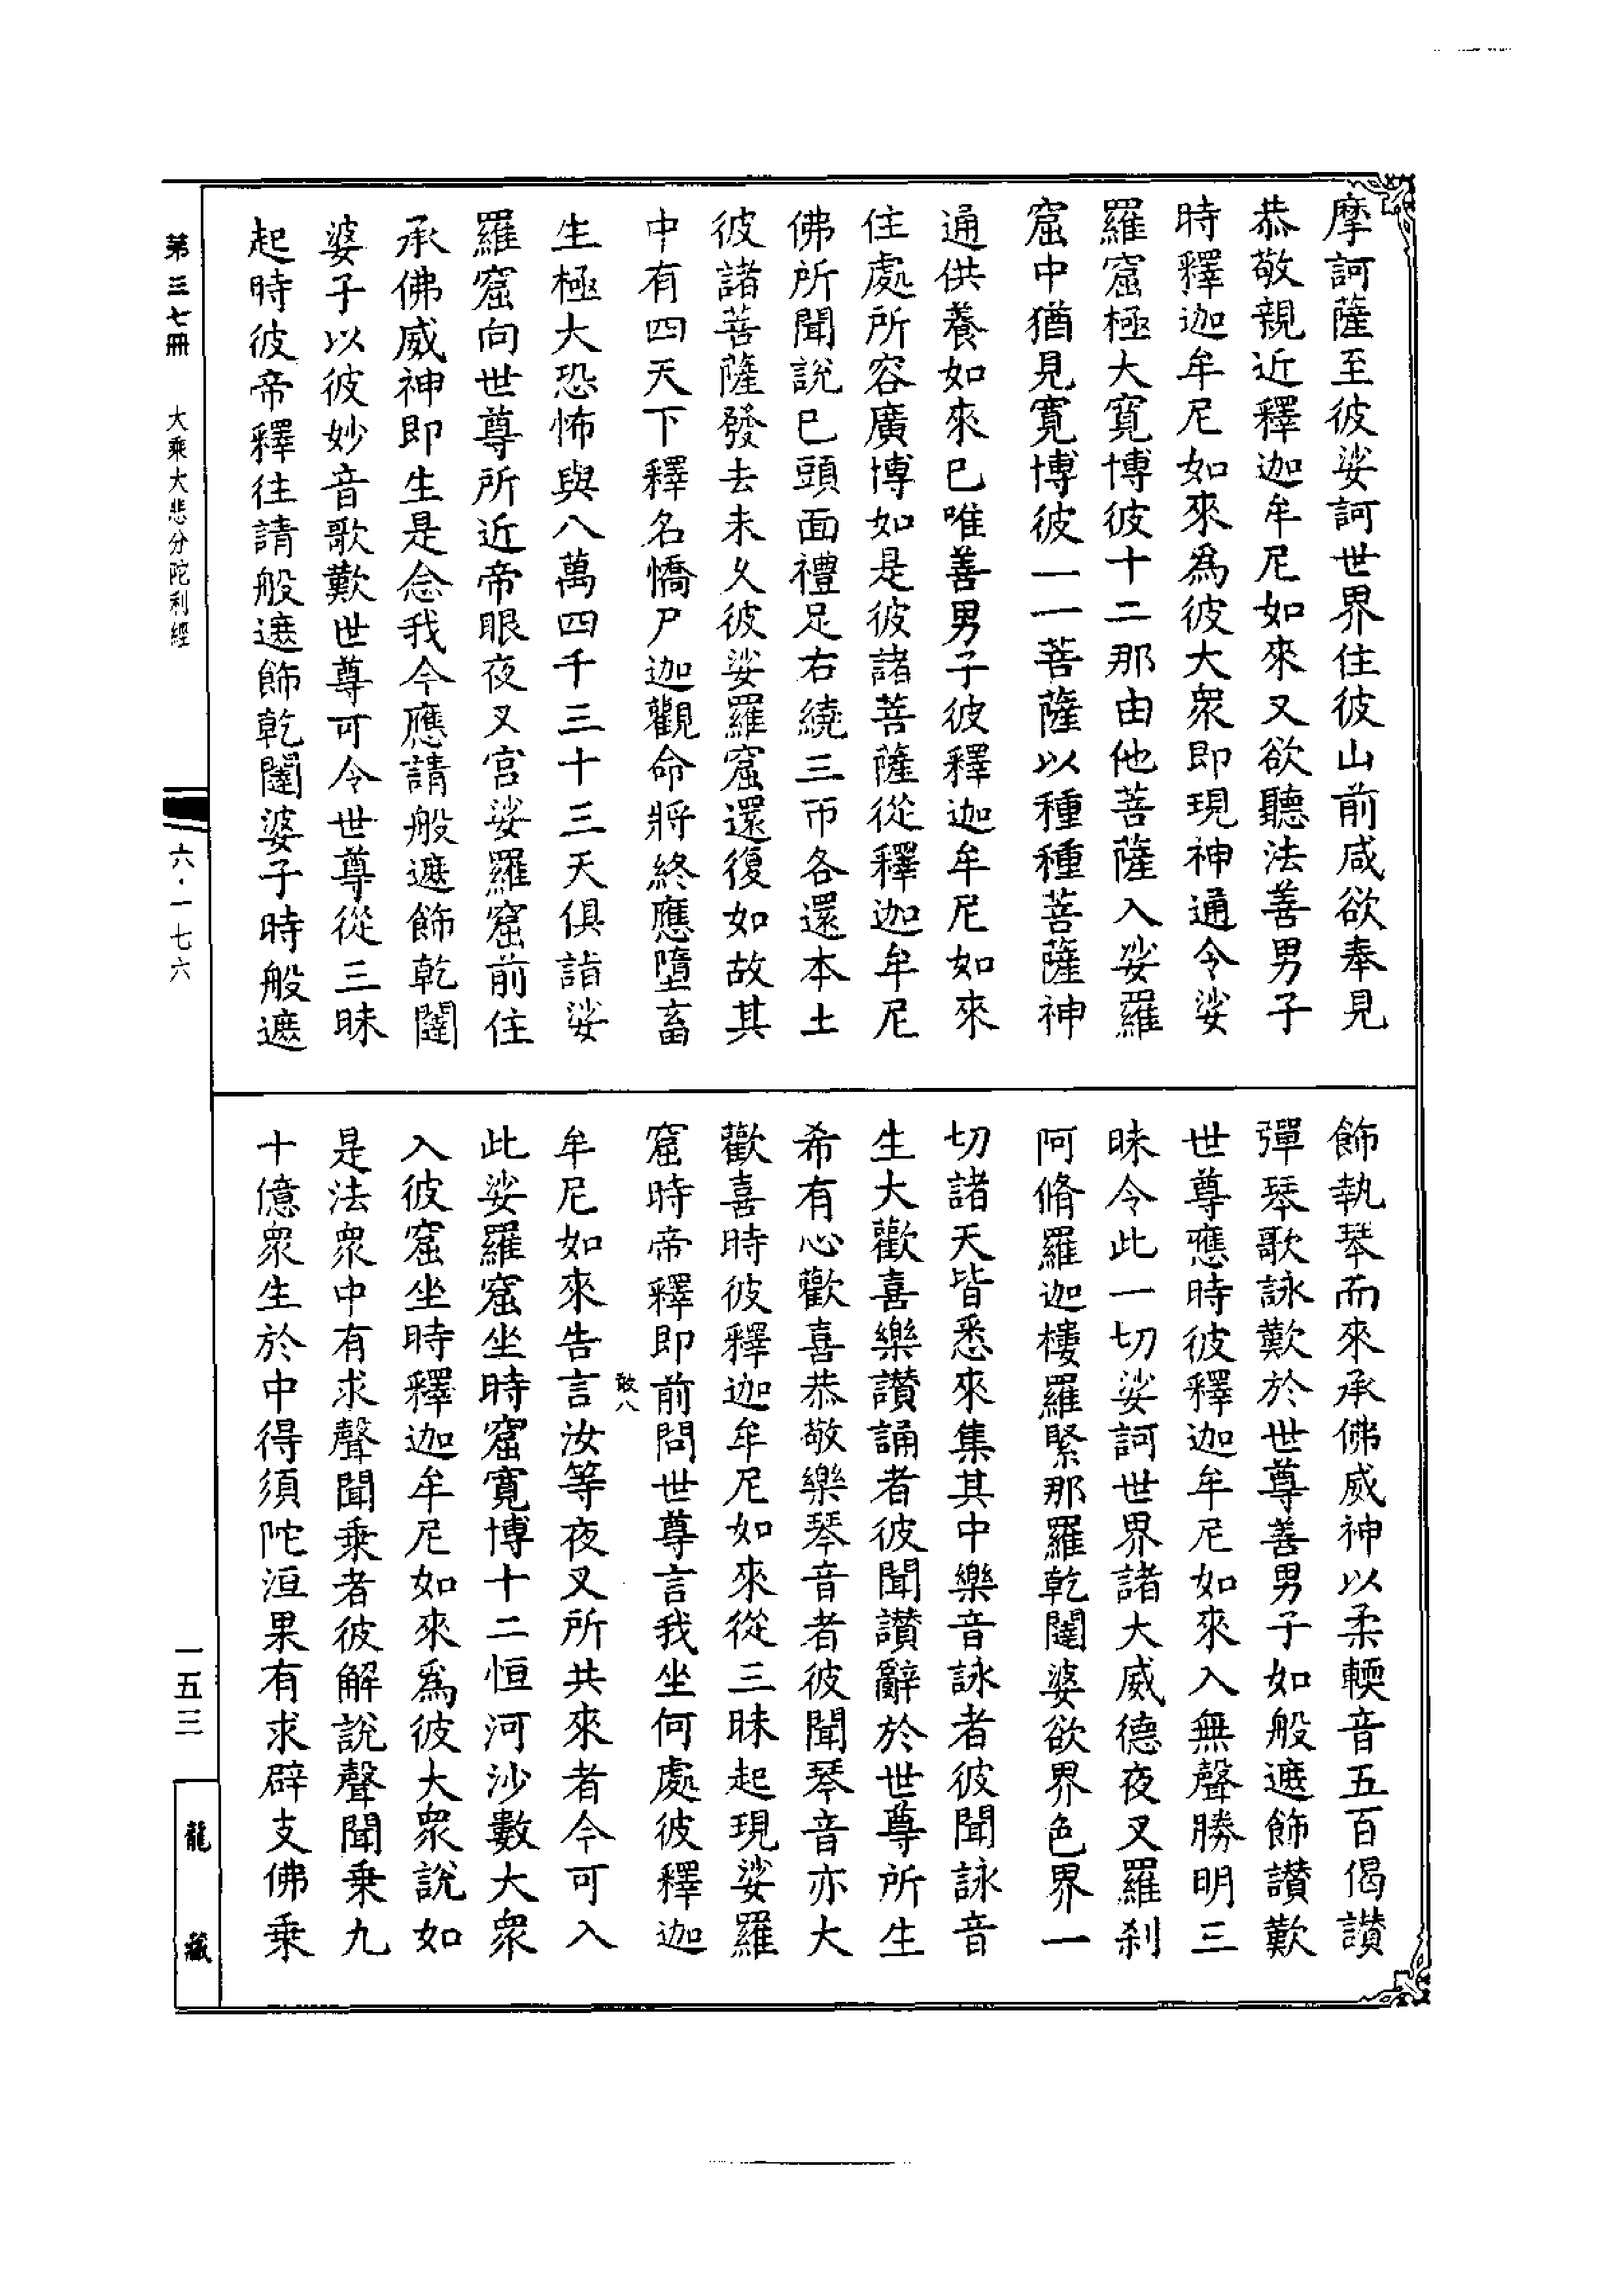 摩訶薩至彼娑訶世界住彼山前咸欲奉見
恭敬親近釋迦牟尼如來又欲聽法善男子
時釋迦牟尼如來爲彼大衆即現神通令娑
羅窟極大寬博彼十二那由他菩薩入娑羅
窟中猶見寬博彼一一菩薩以種種菩薩神
通供養如來已唯善男子彼釋迦牟尼如來
住處所容廣博如是彼諸菩薩從釋迦牟尼
佛所聞說已頭面禮足右繞三帀各還本土
彼諸菩薩發去未久彼娑羅窟還復如故其
中有四天下釋名憍尸迦觀命將終應墮畜
生極大恐怖與八萬四千三十三天俱詣娑
羅窟向世尊所近帝眼夜叉宮娑羅窟前住
承佛威神即生是念我今應請般遮飾乾闥
婆子以彼妙音歌歎世尊可令世尊從三昧
起時彼帝釋往請般遮飾乾闥婆子時般遮
飾執琴而來承佛威神以柔輭音五百偈讚
彈琴歌詠歎於世尊善男子如般遮飾讚歎
世尊應時彼釋迦牟尼如來入無聲勝明三
昧令此一切娑訶世界諸大威德夜叉羅刹
阿脩羅迦樓羅緊那羅乾闥婆欲界色界一
切諸天皆悉來集其中樂音詠者彼聞詠音
生大歡喜樂讚誦者彼聞讚辭於世尊所生
希有心歡喜恭敬樂琴音者彼聞琴音亦大
歡喜時彼釋迦牟尼如來從三昧起現娑羅
窟時帝釋即前問世尊言我坐何處彼釋迦
敢八
牟尼如來告言汝等夜叉所共來者今可入
此娑羅窟坐時窟寬博十二恒河沙數大衆
入彼窟坐時釋迦牟尼如來爲彼大衆說如
是法衆中有求聲聞乘者彼解說聲聞乘九
十億衆生於中得須陀洹果有求辟支佛乘
第三七冊 大乘大悲分陀利經
六·一七六
一五三
龍藏